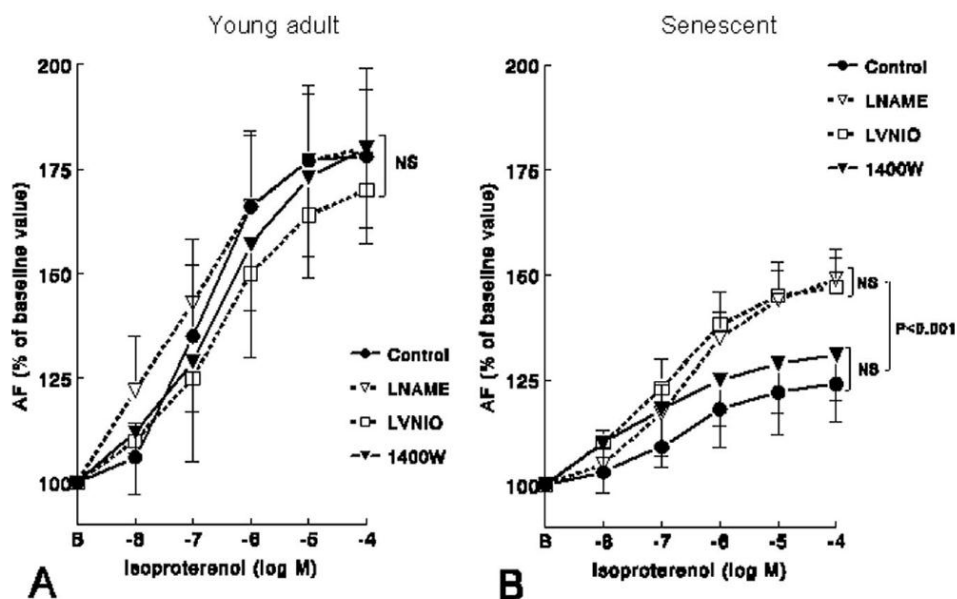 Young adult
Senescent
200
175
150
125
100
AF (% of baseline value)
NS
Control
LNAME
LVNIO
1400W
B -8 -7 -6 -5 -4
Isoproterenol (log M)
A
200
175
150
125
100
AF (% of baseline value)
Control
LNAME
LVNIO
1400W
NS
P<0.001
NS
B -8 -7 -6 -5 -4
Isoproterenol (log M)
B